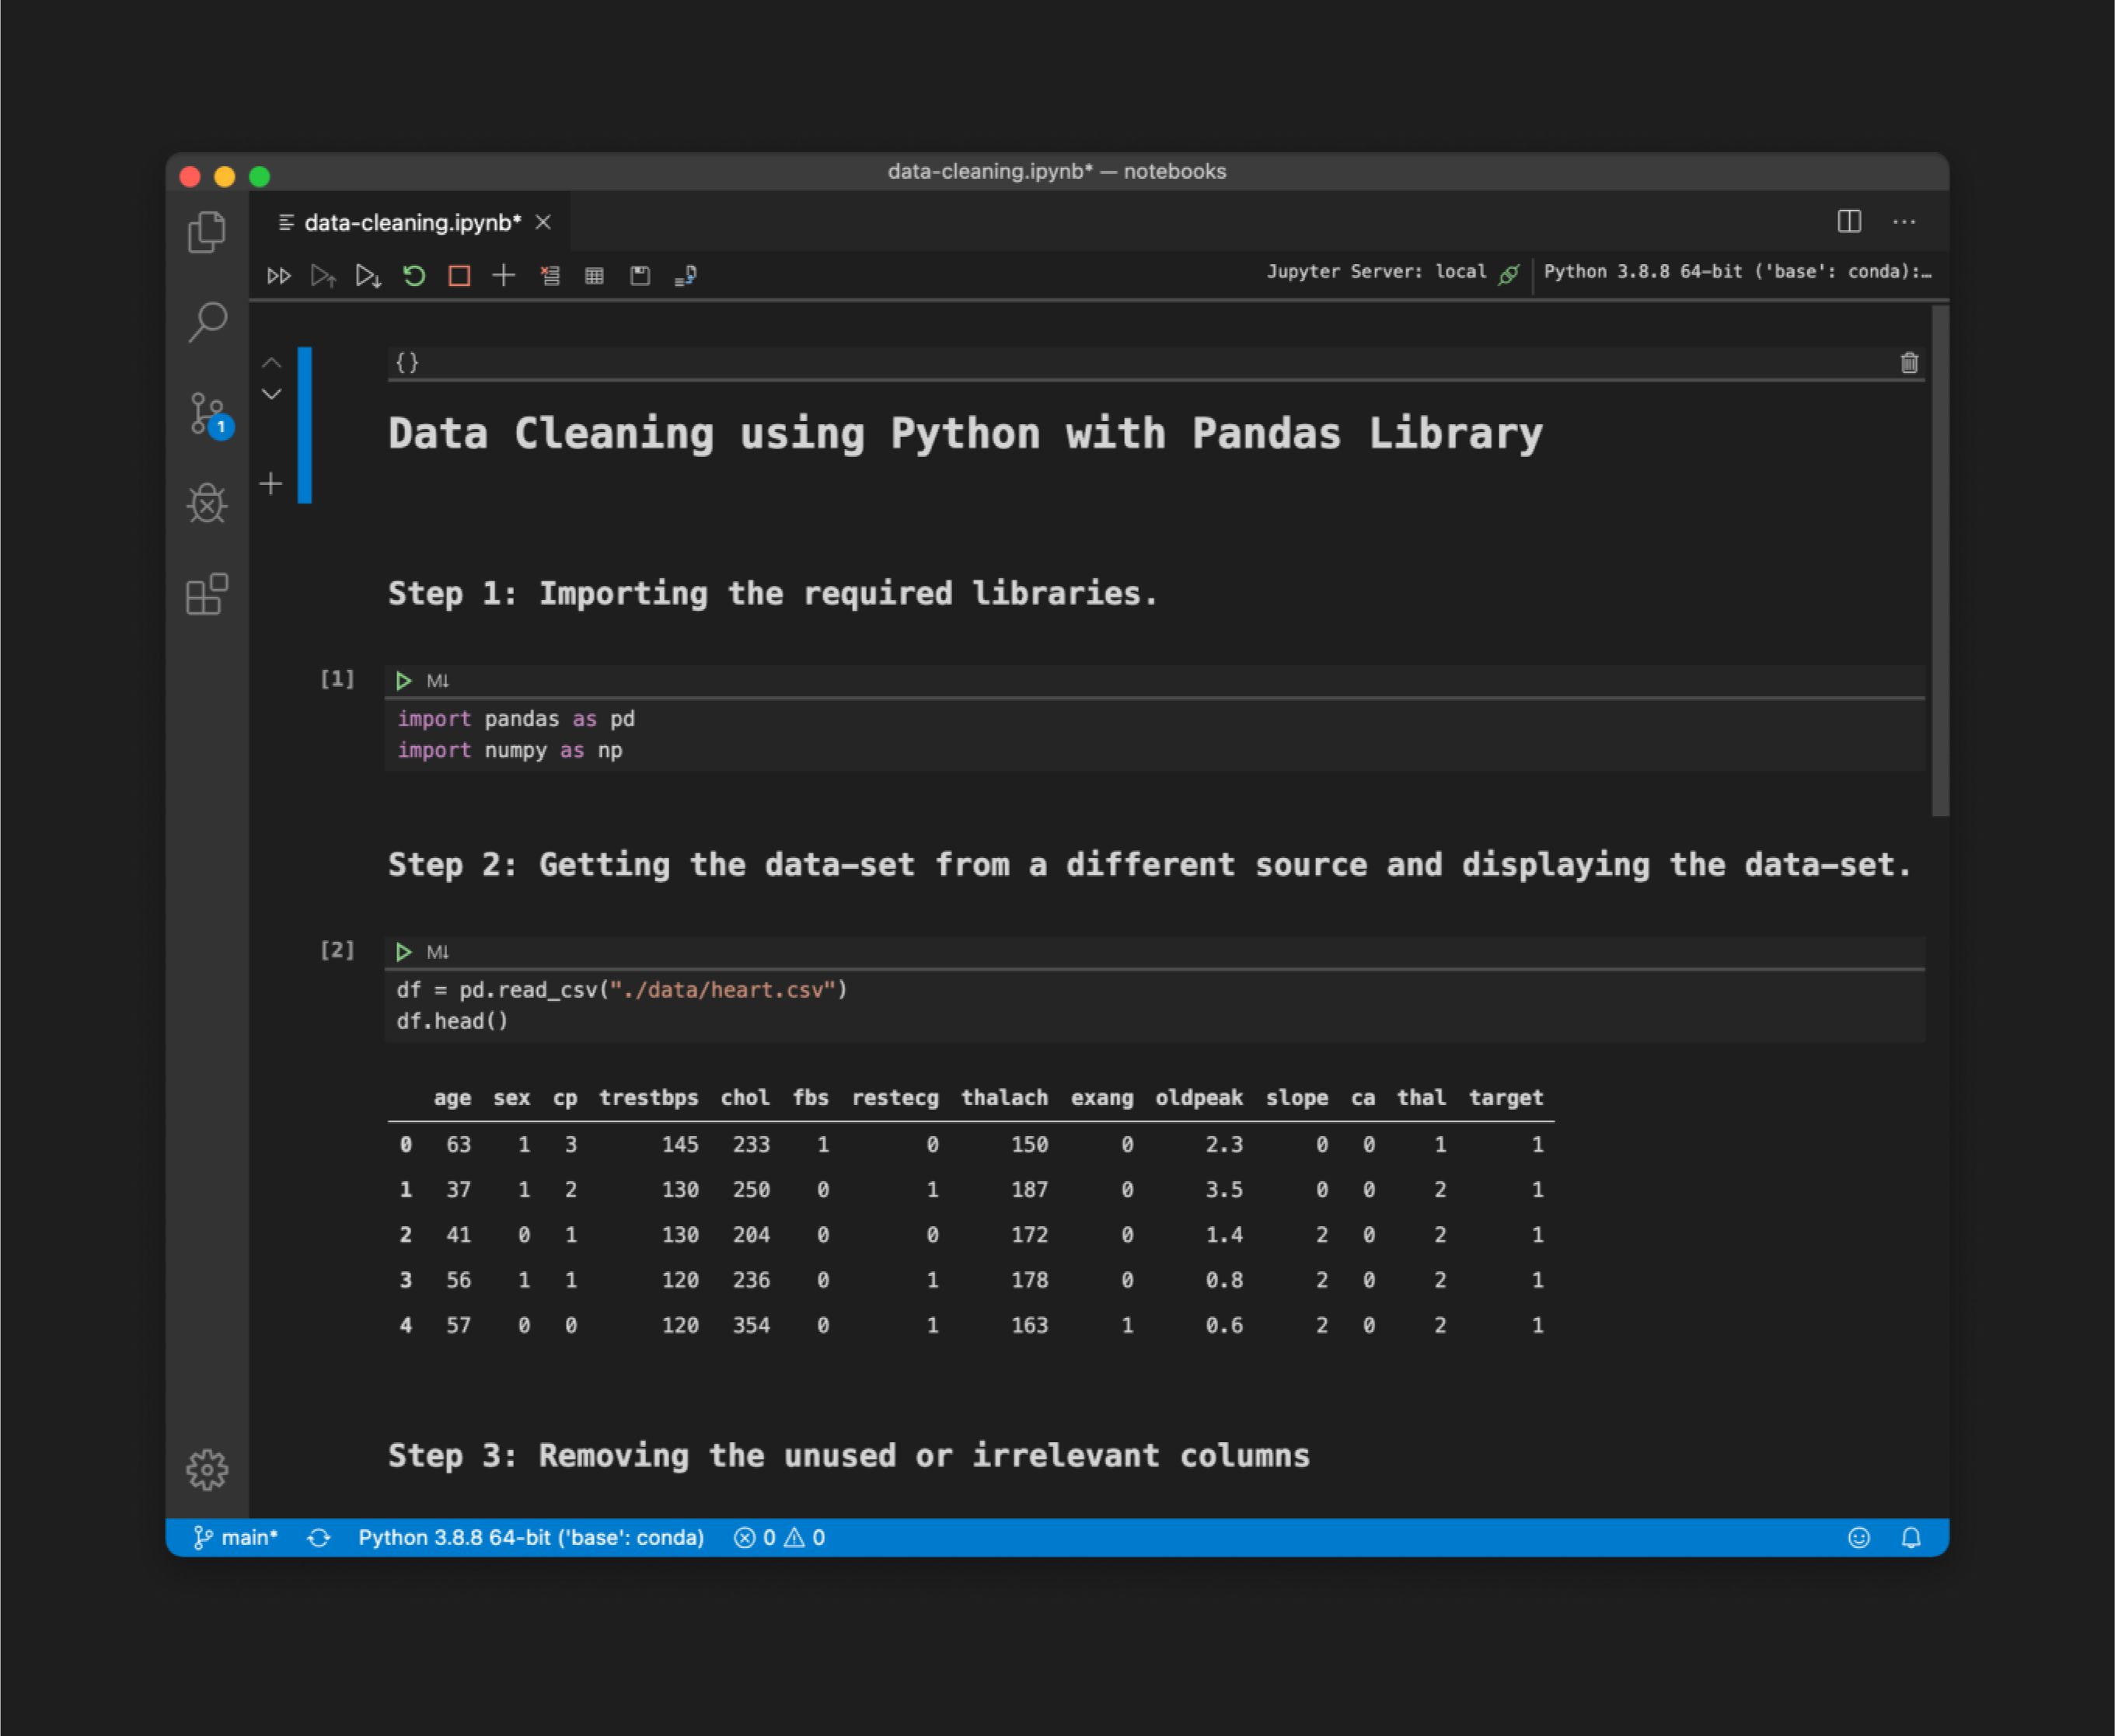 data-cleaning.ipynb* — notebooks
data-cleaning.ipynb*
Jupyter Server: local
Python 3.8.8 64-bit ('base': conda):…
1
{}
Data Cleaning using Python with Pandas Library
Step 1: Importing the required libraries.
[1]
M↓
import pandas as pd
import numpy as np
Step 2: Getting the data-set from a different source and displaying the data-set.
[2]
M↓
df = pd.read_csv("./data/heart.csv")
df.head()
age sex cp trestbps chol fbs restecg thalach exang oldpeak slope ca thal target
0 63 1 3 145 233 1 0 150 0 2.3 0 0 1 1
1 37 1 2 130 250 0 1 187 0 3.5 0 0 2 1
2 41 0 1 130 204 0 0 172 0 1.4 2 0 2 1
3 56 1 1 120 236 0 1 178 0 0.8 2 0 2 1
4 57 0 0 120 354 0 1 163 1 0.6 2 0 2 1
Step 3: Removing the unused or irrelevant columns
main* Python 3.8.8 64-bit ('base': conda) 0 0